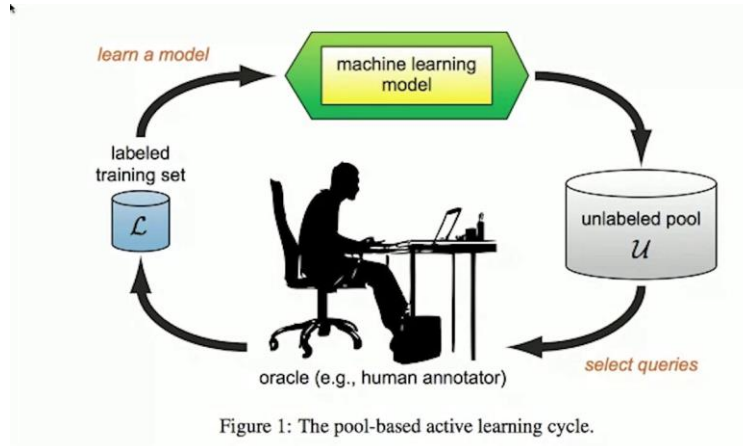 learn a model
machine learning
model
labeled
training set
ℒ
unlabeled pool
𝒰
select queries
oracle (e.g., human annotator)
Figure 1: The pool-based active learning cycle.